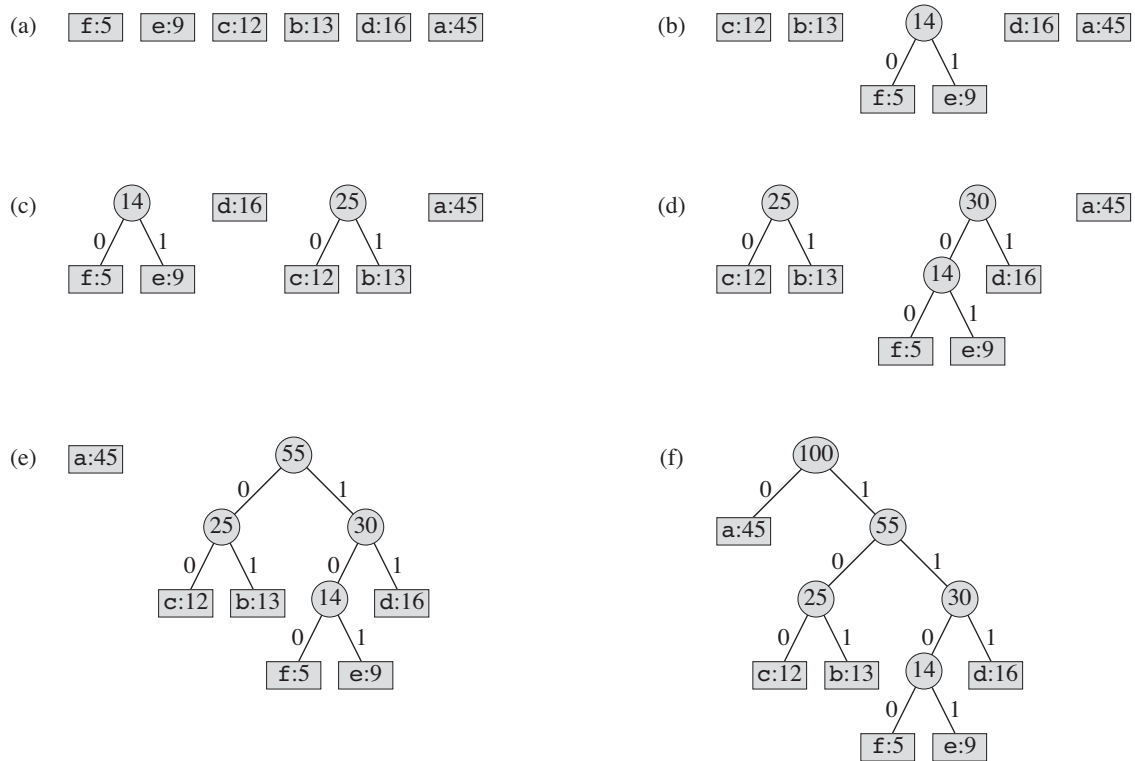 (a) f:5 e:9 c:12 b:13 d:16 a:45
(b) c:12 b:13 14 d:16 a:45
0 1
f:5 e:9
(c) 14 d:16 25 a:45
0 1 0 1
f:5 e:9 c:12 b:13
(d) 25 30 a:45
0 1 0 1
c:12 b:13 14 d:16
0 1
f:5 e:9
(e) a:45 55
0 1
25 30
0 1 0 1
c:12 b:13 14 d:16
0 1
f:5 e:9
(f) 100
0 1
a:45 55
0 1
25 30
0 1 0 1
c:12 b:13 14 d:16
0 1
f:5 e:9